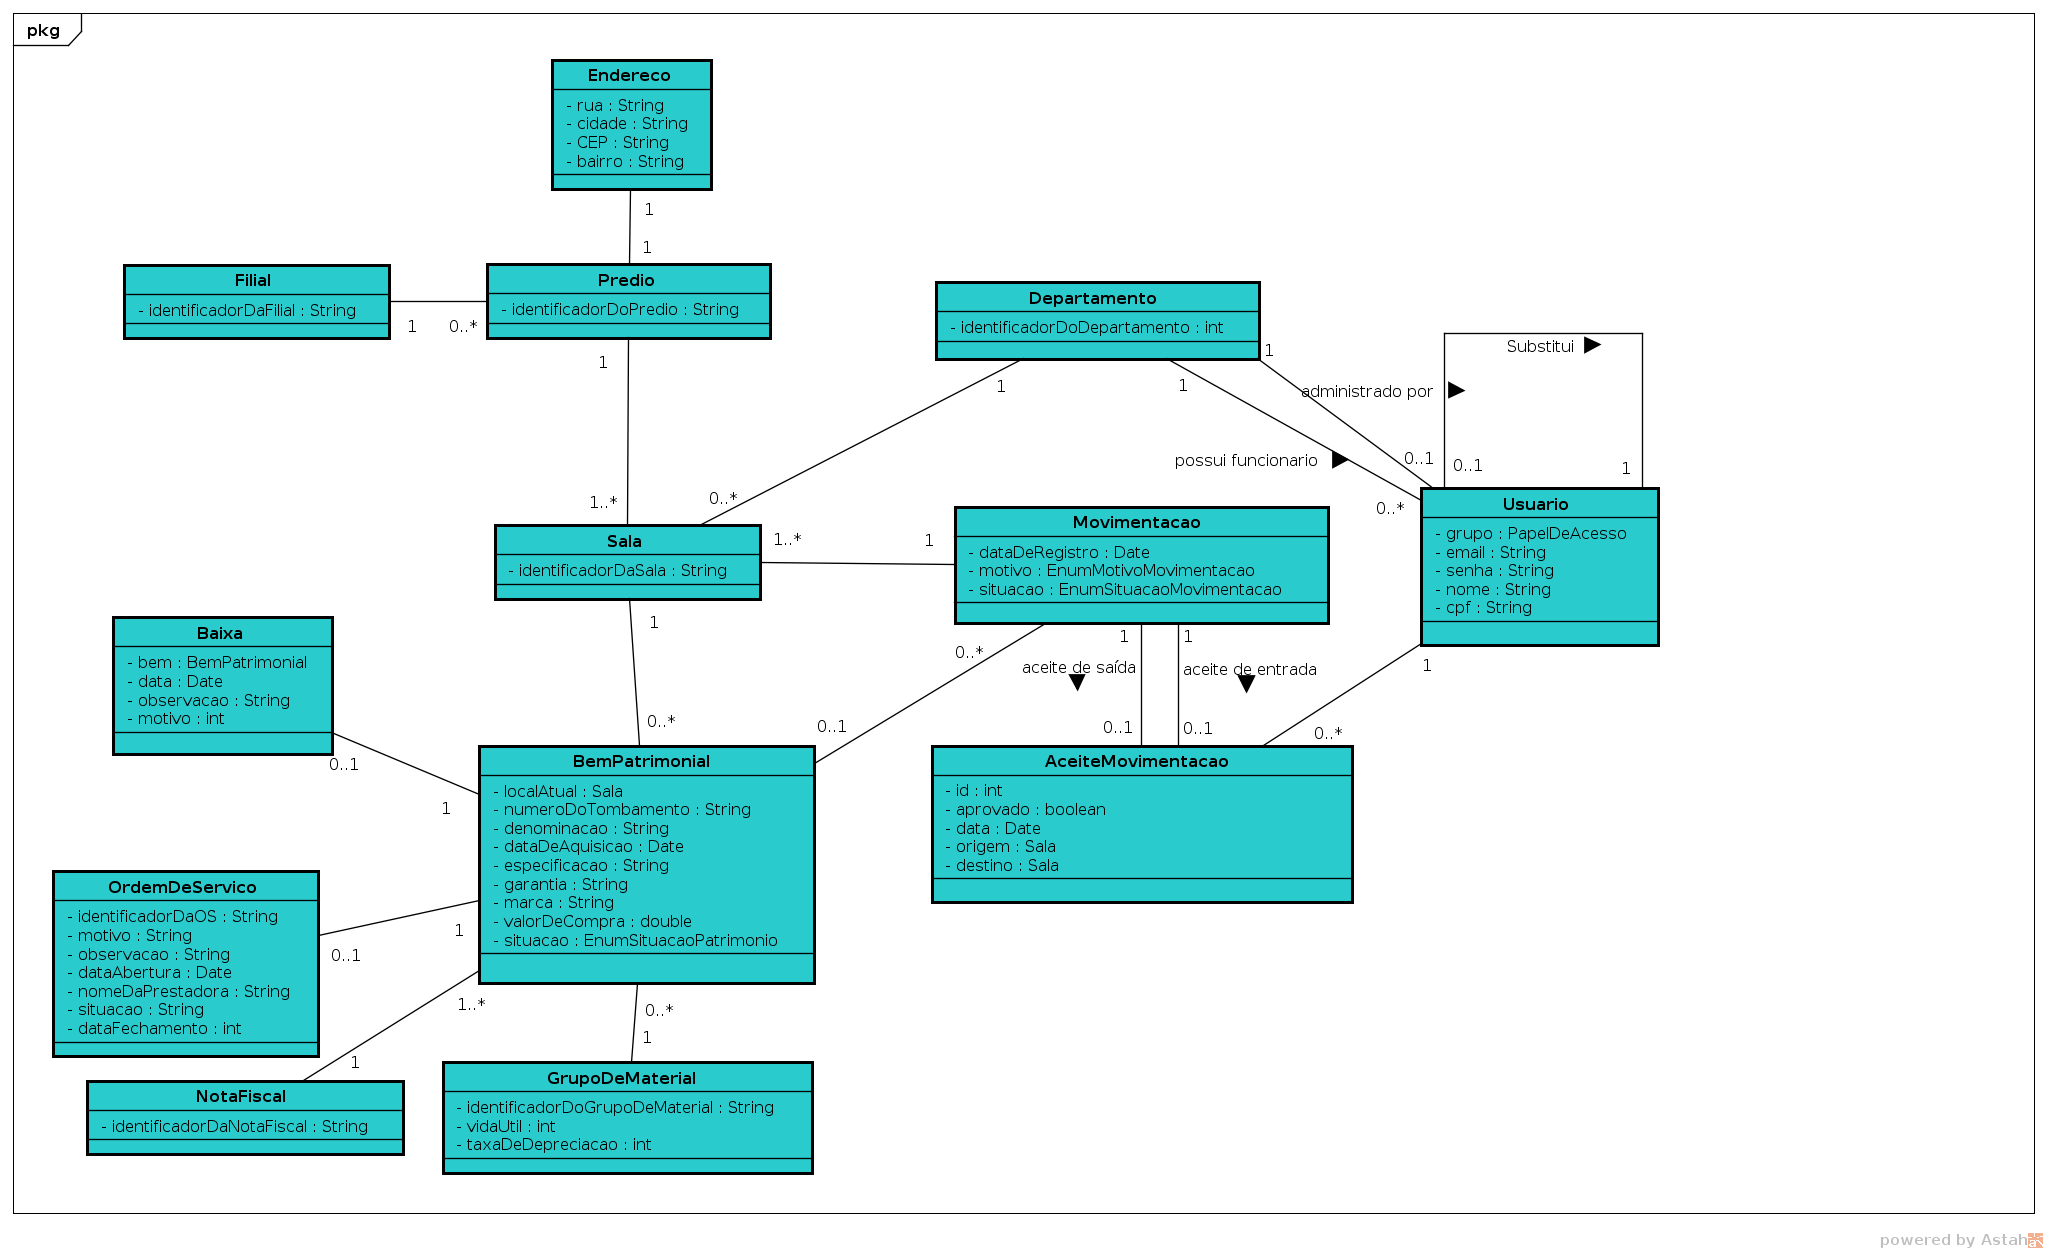 pkg
Endereco
- rua : String
- cidade : String
- CEP : String
- bairro : String
1
1
Filial
- identificadorDaFilial : String
1
0..*
Predio
- identificadorDoPredio : String
1
1..*
Departamento
- identificadorDoDepartamento : int
1
0..*
1
possui funcionario
0..*
1
administrado por
0..1
Substitui
0..1
1
Usuario
- grupo : PapelDeAcesso
- email : String
- senha : String
- nome : String
- cpf : String
1
0..*
Sala
- identificadorDaSala : String
1..*
1
1
0..*
Movimentacao
- dataDeRegistro : Date
- motivo : EnumMotivoMovimentacao
- situacao : EnumSituacaoMovimentacao
0..*
0..1
1
aceite de saída
0..1
1
aceite de entrada
0..1
Baixa
- bem : BemPatrimonial
- data : Date
- observacao : String
- motivo : int
0..1
1
BemPatrimonial
- localAtual : Sala
- numeroDoTombamento : String
- denominacao : String
- dataDeAquisicao : Date
- especificacao : String
- garantia : String
- marca : String
- valorDeCompra : double
- situacao : EnumSituacaoPatrimonio
AceiteMovimentacao
- id : int
- aprovado : boolean
- data : Date
- origem : Sala
- destino : Sala
OrdemDeServico
- identificadorDaOS : String
- motivo : String
- observacao : String
- dataAbertura : Date
- nomeDaPrestadora : String
- situacao : String
- dataFechamento : int
0..1
1
1..*
1
NotaFiscal
- identificadorDaNotaFiscal : String
0..*
1
GrupoDeMaterial
- identificadorDoGrupoDeMaterial : String
- vidaUtil : int
- taxaDeDepreciacao : int
powered by Astah